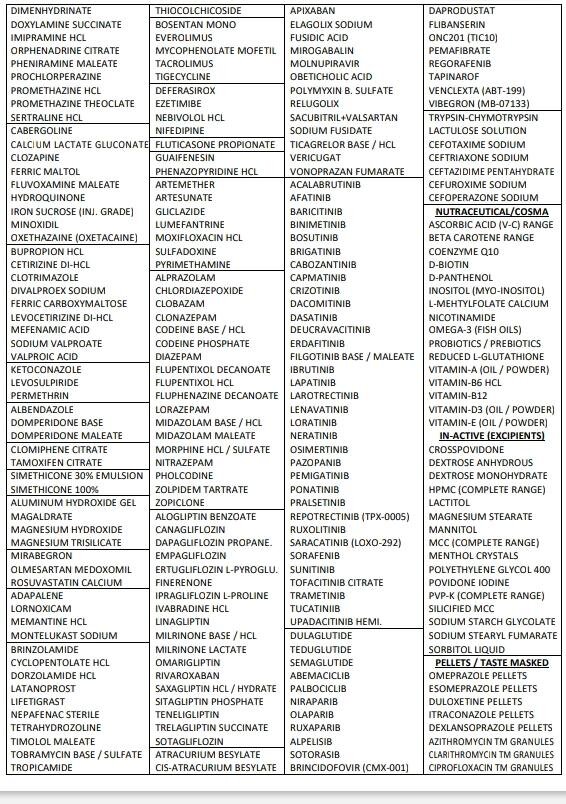 DIMENHYDRINATE
DOXYLAMINE SUCCINATE
IMIPRAMINE HCL
ORPHENADRINE CITRATE
PHENIRAMINE MALEATE
PROCHLORPERAZINE
PROMETHAZINE HCL
PROMETHAZINE THEOCLATE
SERTRALINE HCL
CABERGOLINE
CALCIUM LACTATE GLUCONATE
CLOZAPINE
FERRIC MALTOL
FLUVOXAMINE MALEATE
HYDROQUINONE
IRON SUCROSE (INJ. GRADE)
MINOXIDIL
OXETHAZAINE (OXETACAINE)
BUPROPION HCL
CETIRIZINE DI-HCL
CLOTRIMAZOLE
DIVALPROEX SODIUM
FERRIC CARBOXYMALTOSE
LEVOCETIRIZINE DI-HCL
MEFENAMIC ACID
SODIUM VALPROATE
VALPROIC ACID
KETOCONAZOLE
LEVOSULPIRIDE
PERMETHRIN
ALBENDAZOLE
DOMPERIDONE BASE
DOMPERIDONE MALEATE
CLOMIPHENE CITRATE
TAMOXIFEN CITRATE
SIMETHICONE 30% EMULSION
SIMETHICONE 100%
ALUMINUM HYDROXIDE GEL
MAGALDRATE
MAGNESIUM HYDROXIDE
MAGNESIUM TRISILICATE
MIRABEGRON
OLMESARTAN MEDOXOMIL
ROSUVASTATIN CALCIUM
ADAPALENE
LORNOXICAM
MEMANTINE HCL
MONTELUKAST SODIUM
BRINZOLAMIDE
CYCLOPENTOLATE HCL
DORZOLAMIDE HCL
LATANOPROST
LIFETIGRAST
NEPAFENAC STERILE
TETRAHYDROZOLINE
TIMOLOL MALEATE
TOBRAMYCIN BASE / SULFATE
TROPICAMIDE
THIOCOLCHICOSIDE
BOSENTAN MONO
EVEROLIMUS
MYCOPHENOLATE MOFETIL
TACROLIMUS
TIGECYCLINE
DEFERASIROX
EZETIMIBE
NEBIVOLOL HCL
NIFEDIPINE
FLUTICASONE PROPIONATE
GUAIFENESIN
PHENAZOPYRIDINE HCL
ARTEMETHER
ARTESUNATE
GLICLAZIDE
LUMEFANTRINE
MOXIFLOXACIN HCL
SULFADOXINE
PYRIMETHAMINE
ALPRAZOLAM
CHLORDIAZEPOXIDE
CLOBAZAM
CLONAZEPAM
CODEINE BASE / HCL
CODEINE PHOSPHATE
DIAZEPAM
FLUPENTIXOL DECANOATE
FLUPENTIXOL HCL
FLUPHENAZINE DECANOATE
LORAZEPAM
MIDAZOLAM BASE / HCL
MIDAZOLAM MALEATE
MORPHINE HCL / SULFATE
NITRAZEPAM
PHOLCODINE
ZOLPIDEM TARTRATE
ZOPICLONE
ALOGLIPTIN BENZOATE
CANAGLIFLOZIN
DAPAGLIFLOZIN PROPANE.
EMPAGLIFLOZIN
ERTUGLIFLOZIN L-PYROGLU.
FINERENONE
IPRAGLIFLOZIN L-PROLINE
IVABRADINE HCL
LINAGLIPTIN
MILRINONE BASE / HCL
MILRINONE LACTATE
OMARIGLIPTIN
RIVAROXABAN
SAXAGLIPTIN HCL / HYDRATE
SITAGLIPTIN PHOSPHATE
TENELIGLIPTIN
TRELAGLIPTIN SUCCINATE
SOTAGLIFLOZIN
ATRACURIUM BESYLATE
CIS-ATRACURIUM BESYLATE
APIXABAN
ELAGOLIX SODIUM
FUSIDIC ACID
MIROGABALIN
MOLNUPIRAVIR
OBETICHOLIC ACID
POLYMYXIN B. SULFATE
RELUGOLIX
SACUBITRIL+VALSARTAN
SODIUM FUSIDATE
TICAGRELOR BASE / HCL
VERICUGAT
VONOPRAZAN FUMARATE
ACALABRUTINIB
AFATINIB
BARICITINIB
BINIMETINIB
BOSUTINIB
BRIGATINIB
CABOZANTINIB
CAPMATINIB
CRIZOTINIB
DACOMITINIB
DASATINIB
DEUCRAVACITINIB
ERDAFITINIB
FILGOTINIB BASE / MALEATE
IBRUTINIB
LAPATINIB
LAROTRECTINIB
LENAVATINIB
LORATINIB
NERATINIB
OSIMERTINIB
PAZOPANIB
PEMIGATINIB
PONATINIB
PRALSETINIB
REPOTRECTINIB (TPX-0005)
RUXOLITINIB
SARACATINIB (LOXO-292)
SORAFENIB
SUNITINIB
TOFACITINIB CITRATE
TRAMETINIB
TUCATINIIB
UPADACITINIB HEMI.
DULAGLUTIDE
TEDUGLUTIDE
SEMAGLUTIDE
ABEMACICLIB
PALBOCICLIB
NIRAPARIB
OLAPARIB
RUXAPARIB
ALPELISIB
SOTORASIB
BRINCIDOFOVIR (CMX-001)
DAPRODUSTAT
FLIBANSERIN
ONC201 (TIC10)
PEMAFIBRATE
REGORAFENIB
TAPINAROF
VENCLEXTA (ABT-199)
VIBEGRON (MB-07133)
TRYPSIN-CHYMOTRYPSIN
LACTULOSE SOLUTION
CEFOTAXIME SODIUM
CEFTRIAXONE SODIUM
CEFTAZIDIME PENTAHYDRATE
CEFUROXIME SODIUM
CEFOPERAZONE SODIUM
NUTRACEUTICAL/COSMA
ASCORBIC ACID (V-C) RANGE
BETA CAROTENE RANGE
COENZYME Q10
D-BIOTIN
D-PANTHENOL
INOSITOL (MYO-INOSITOL)
L-MEHTYLFOLATE CALCIUM
NICOTINAMIDE
OMEGA-3 (FISH OILS)
PROBIOTICS / PREBIOTICS
REDUCED L-GLUTATHIONE
VITAMIN-A (OIL / POWDER)
VITAMIN-B6 HCL
VITAMIN-B12
VITAMIN-D3 (OIL / POWDER)
VITAMIN-E (OIL / POWDER)
IN-ACTIVE (EXCIPIENTS)
CROSSPOVIDONE
DEXTROSE ANHYDROUS
DEXTROSE MONOHYDRATE
HPMC (COMPLETE RANGE)
LACTITOL
MAGNESIUM STEARATE
MANNITOL
MCC (COMPLETE RANGE)
MENTHOL CRYSTALS
POLYETHYLENE GLYCOL 400
POVIDONE IODINE
PVP-K (COMPLETE RANGE)
SILICIFIED MCC
SODIUM STARCH GLYCOLATE
SODIUM STEARYL FUMARATE
SORBITOL LIQUID
PELLETS / TASTE MASKED
OMEPRAZOLE PELLETS
ESOMEPRAZOLE PELLETS
DULOXETINE PELLETS
ITRACONAZOLE PELLETS
DEXLANSOPRAZOLE PELLETS
AZITHROMYCIN TM GRANULES
CLARITHROMYCIN TM GRANULES
CIPROFLOXACIN TM GRANULES